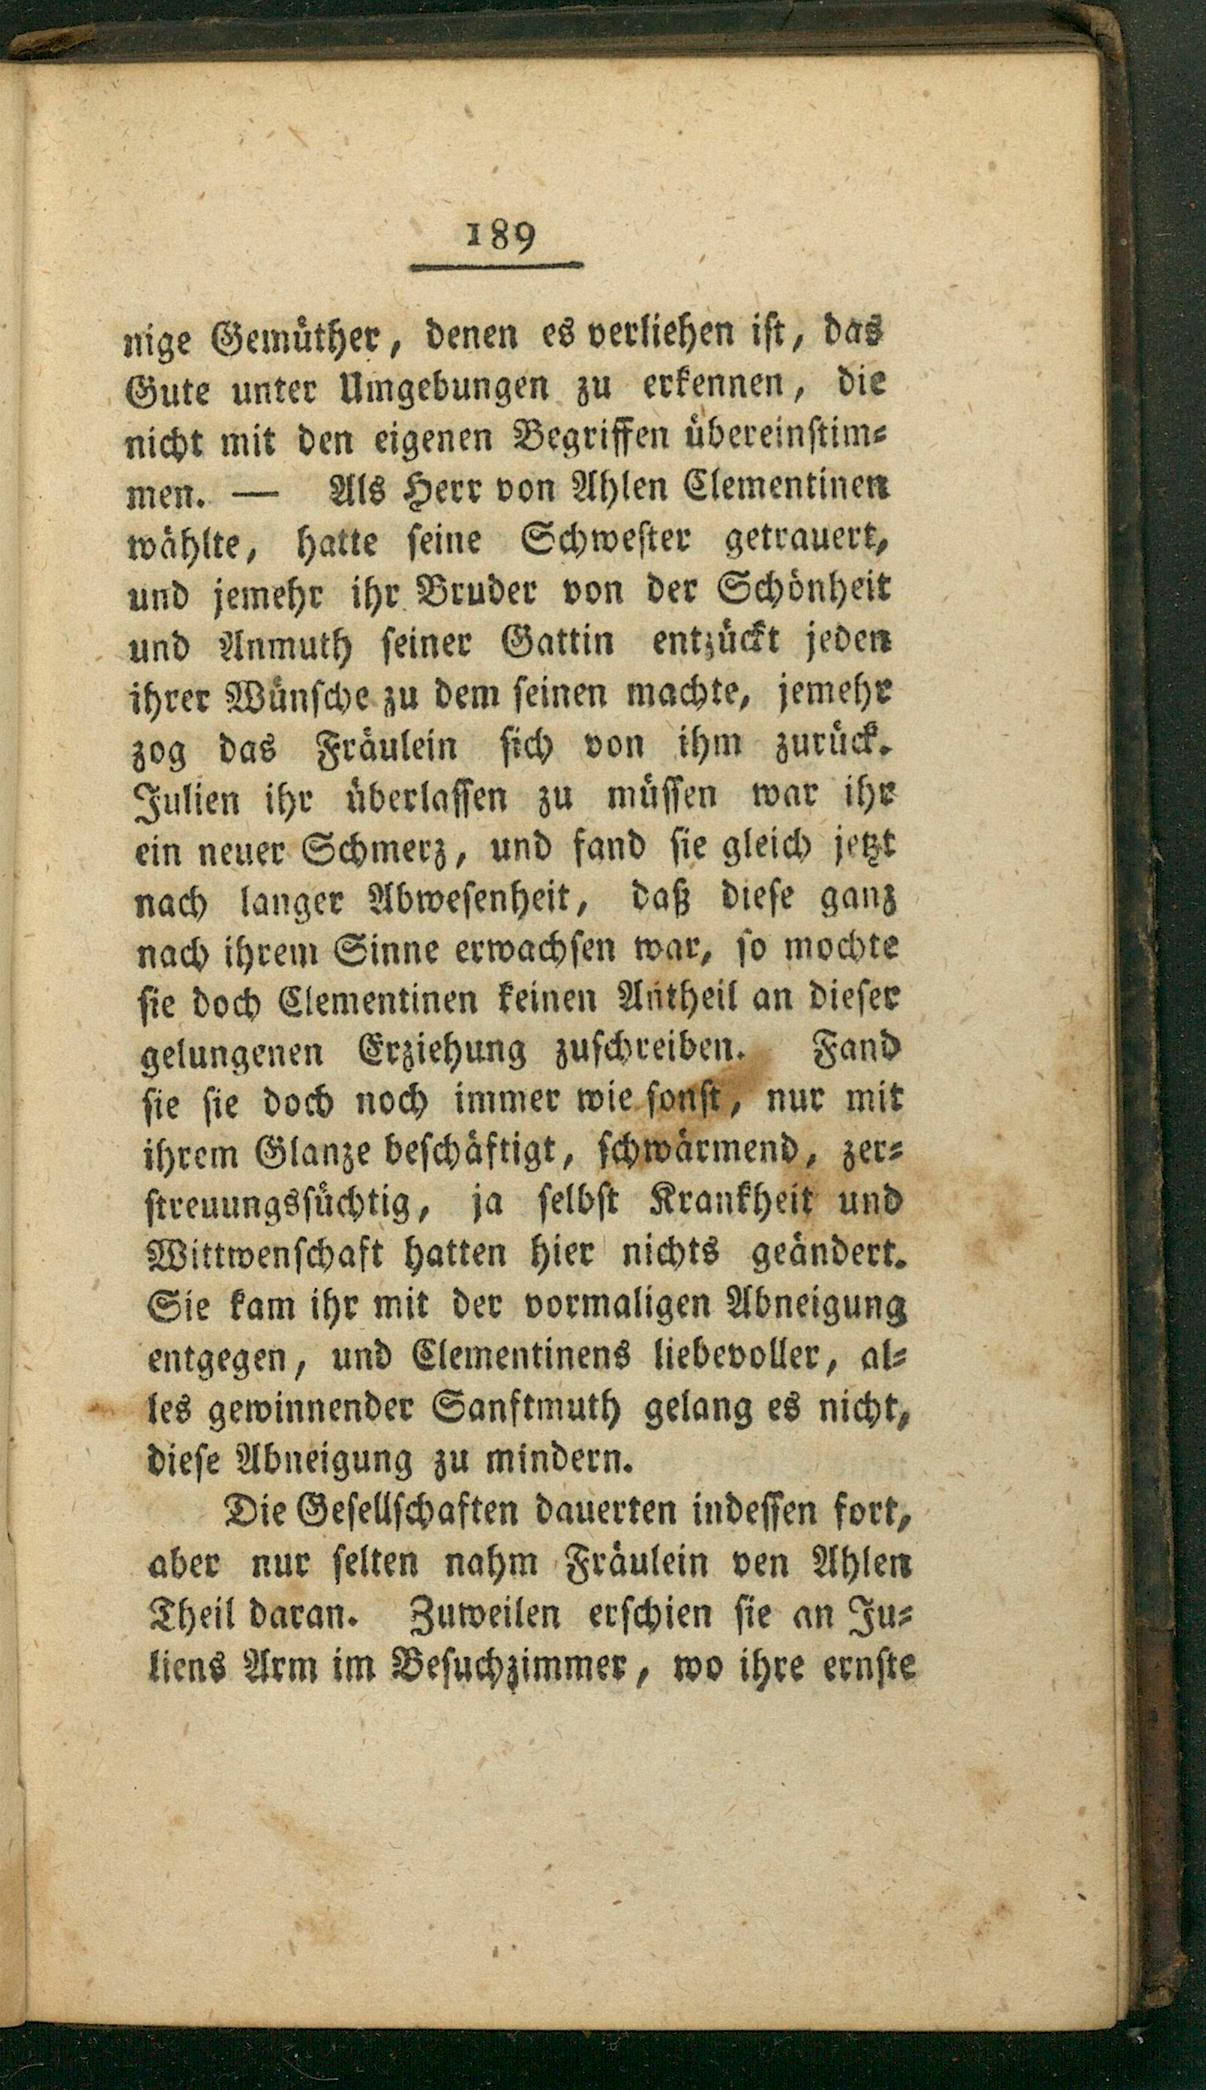 189
nige Gemüther, denen es verliehen ist, das
Gute unter Umgebungen zu erkennen, die
nicht mit den eigenen Begriffen übereinstim-
men. — Als Herr von Ahlen Clementinen
wählte, hatte seine Schwester getrauert,
und jemehr ihr Bruder von der Schönheit
und Anmuth seiner Gattin entzückt jeden
ihrer Wünsche zu dem seinen machte, jemehr
zog das Fräulein sich von ihm zurück.
Julien ihr überlassen zu müssen war ihr
ein neuer Schmerz, und fand sie gleich jetzt
nach langer Abwesenheit, daß diese ganz
nach ihrem Sinne erwachsen war, so mochte
sie doch Clementinen keinen Antheil an dieser
gelungenen Erziehung zuschreiben. Fand
sie sie doch noch immer wie sonst, nur mit
ihrem Glanze beschäftigt, schwärmend, zer-
streuungssüchtig, ja selbst Krankheit und
Wittwenschaft hatten hier nichts geändert.
Sie kam ihr mit der vormaligen Abneigung
entgegen, und Clementinens liebevoller, al-
les gewinnender Sanftmuth gelang es nicht,
diese Abneigung zu mindern.
Die Gesellschaften dauerten indessen fort,
aber nur selten nahm Fräulein ven Ahlen
Theil daran. Zuweilen erschien sie an Ju-
liens Arm im Besuchzimmer, wo ihre ernste